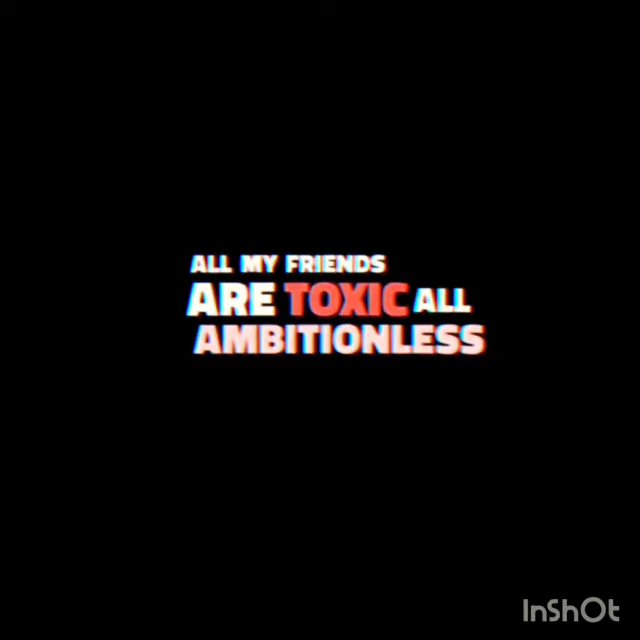 ALL MY FRIENDS
ARE TOXIC ALL
AMBITIONLESS
InShOt